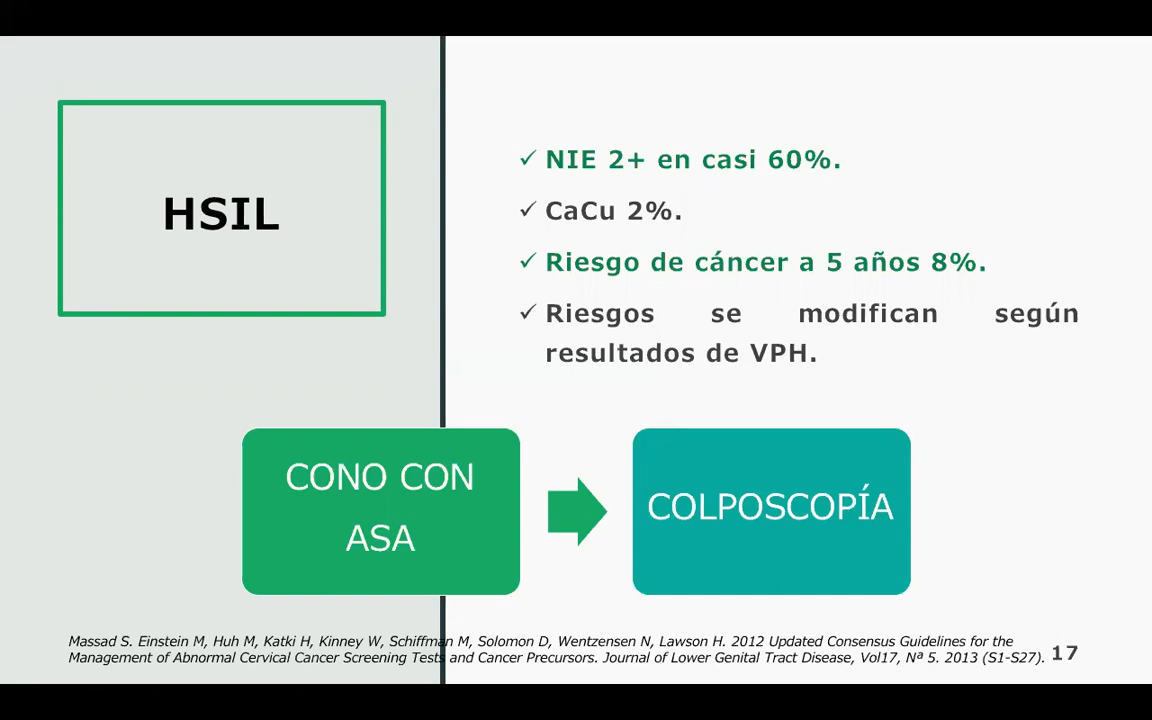 HSIL
✓ NIE 2+ en casi 60%.
✓ CaCu 2%.
✓ Riesgo de cáncer a 5 años 8%.
✓ Riesgos se modifican según
resultados de VPH.
CONO CON
ASA
COLPOSCOPÍA
Massad S. Einstein M, Huh M, Katki H, Kinney W, Schiffman M, Solomon D, Wentzensen N, Lawson H. 2012 Updated Consensus Guidelines for the
Management of Abnormal Cervical Cancer Screening Tests and Cancer Precursors. Journal of Lower Genital Tract Disease, Vol17, Nª 5. 2013 (S1-S27).
17